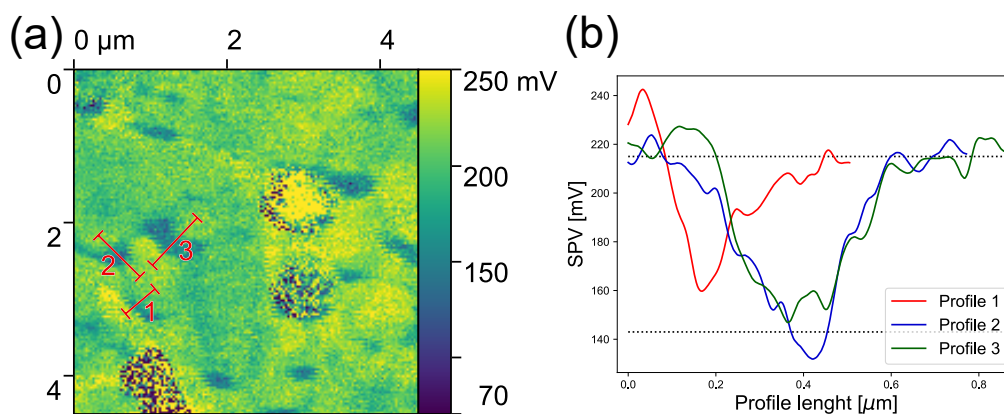 (a)
0 µm 2 4
0
2
4
1
2
3
250 mV
200
150
70
(b)
SPV [mV]
240
220
200
180
160
140
0.0 0.2 0.4 0.6 0.8
Profile lenght [µm]
Profile 1
Profile 2
Profile 3